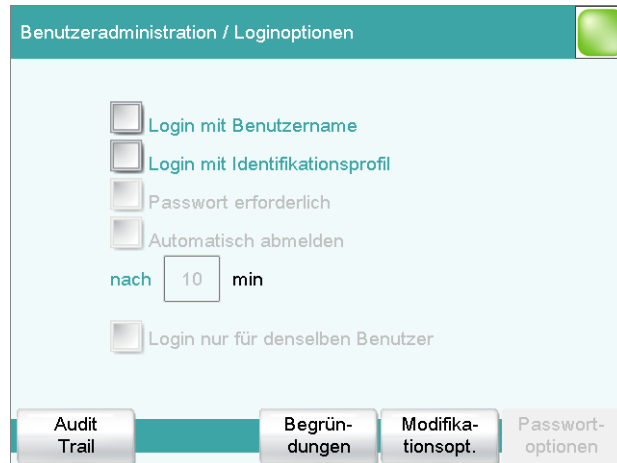 Benutzeradministration / Loginoptionen
Login mit Benutzername
Login mit Identifikationsprofil
Passwort erforderlich
Automatisch abmelden
nach 10 min
Login nur für denselben Benutzer
Audit Trail
Begrün-
dungen
Modifika-
tionsopt.
Passwort-
optionen